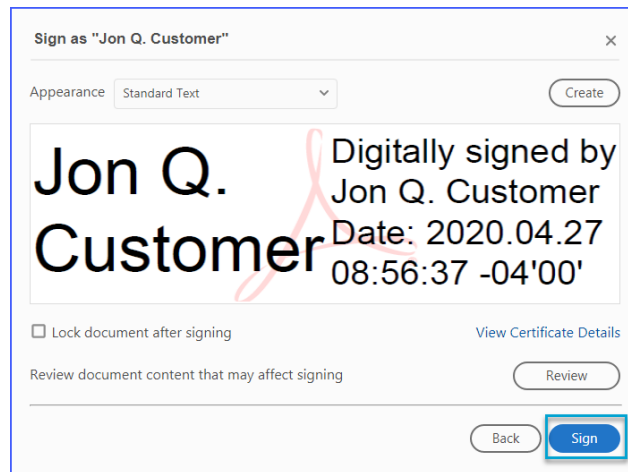 Sign as "Jon Q. Customer"
Appearance Standard Text Create
Jon Q.
Customer
Digitally signed by
Jon Q. Customer
Date: 2020.04.27
08:56:37 -04'00'
Lock document after signing View Certificate Details
Review document content that may affect signing Review
Back Sign